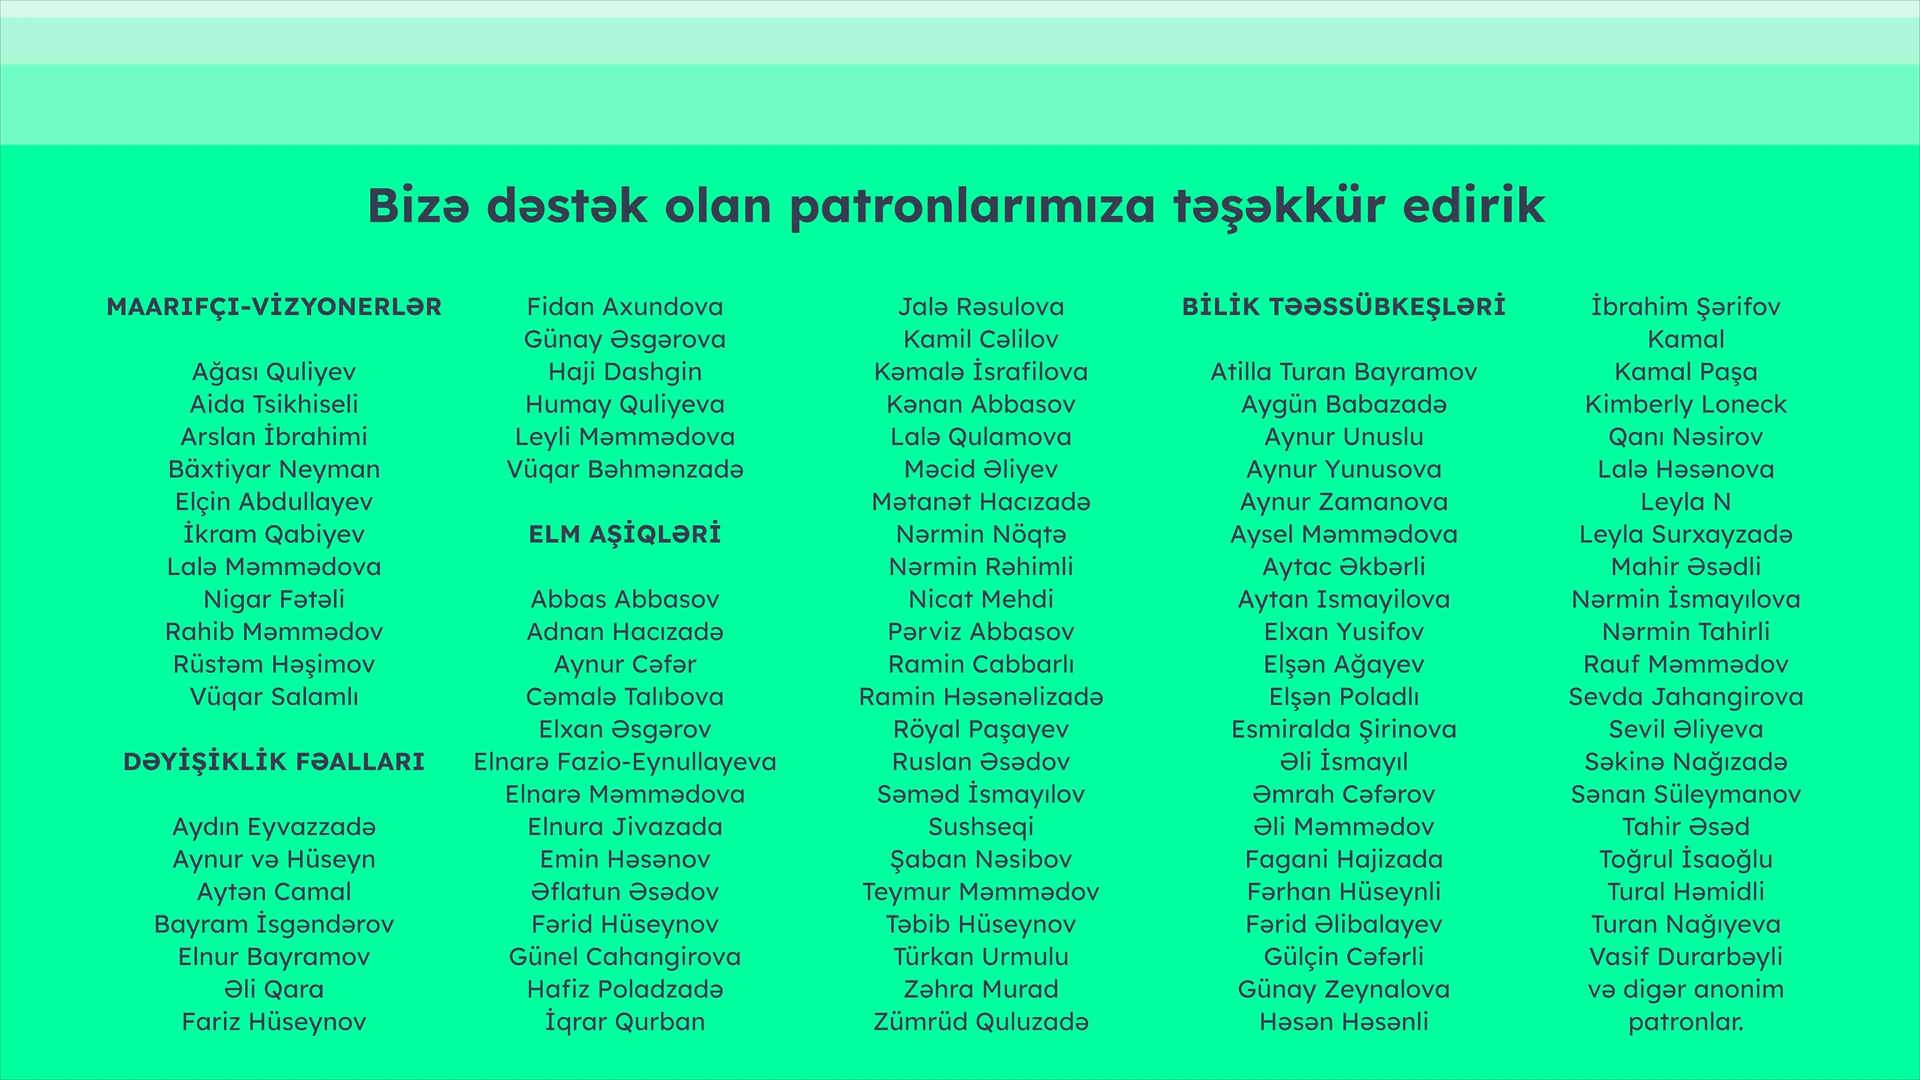 Bizə dəstək olan patronlarımıza təşəkkür edirik
MAARIFÇI-VİZYONERLƏR
Ağası Quliyev
Aida Tsikhiseli
Arslan İbrahimi
Bäxtiyar Neyman
Elçin Abdullayev
İkram Qabiyev
Lalə Məmmədova
Nigar Fətəli
Rahib Məmmədov
Rüstəm Həşimov
Vüqar Salamlı
DƏYİŞİKLİK FƏALLARI
Aydın Eyvazzadə
Aynur və Hüseyn
Aytən Camal
Bayram İsgəndərov
Elnur Bayramov
Əli Qara
Fariz Hüseynov
Fidan Axundova
Günay Əsgərova
Haji Dashgin
Humay Quliyeva
Leyli Məmmədova
Vüqar Bəhmənzadə
ELM AŞİQLƏRİ
Abbas Abbasov
Adnan Hacızadə
Aynur Cəfər
Cəmalə Talıbova
Elxan Əsgərov
Elnarə Fazio-Eynullayeva
Elnarə Məmmədova
Elnura Jivazada
Emin Həsənov
Əflatun Əsədov
Fərid Hüseynov
Günel Cahangirova
Hafiz Poladzadə
İqrar Qurban
Jalə Rəsulova
Kamil Cəlilov
Kəmalə İsrafilova
Kənan Abbasov
Lalə Qulamova
Məcid Əliyev
Mətanət Hacızadə
Nərmin Nöqtə
Nərmin Rəhimli
Nicat Mehdi
Pərviz Abbasov
Ramin Cabbarlı
Ramin Həsənəlizadə
Röyal Paşayev
Ruslan Əsədov
Səməd İsmayılov
Sushseqi
Şaban Nəsibov
Teymur Məmmədov
Təbib Hüseynov
Türkan Urmulu
Zəhra Murad
Zümrüd Quluzadə
BİLİK TƏƏSSÜBKEŞLƏRİ
Atilla Turan Bayramov
Aygün Babazadə
Aynur Unuslu
Aynur Yunusova
Aynur Zamanova
Aysel Məmmədova
Aytac Əkbərli
Aytan Ismayilova
Elxan Yusifov
Elşən Ağayev
Elşən Poladlı
Esmiralda Şirinova
Əli İsmayıl
Əmrah Cəfərov
Əli Məmmədov
Fagani Hajizada
Fərhan Hüseynli
Fərid Əlibalayev
Gülçin Cəfərli
Günay Zeynalova
Həsən Həsənli
İbrahim Şərifov
Kamal
Kamal Paşa
Kimberly Loneck
Qanı Nəsirov
Lalə Həsənova
Leyla N
Leyla Surxayzadə
Mahir Əsədli
Nərmin İsmayılova
Nərmin Tahirli
Rauf Məmmədov
Sevda Jahangirova
Sevil Əliyeva
Səkinə Nağızadə
Sənan Süleymanov
Tahir Əsəd
Toğrul İsaoğlu
Tural Həmidli
Turan Nağıyeva
Vasif Durarbəyli
və digər anonim
patronlar.